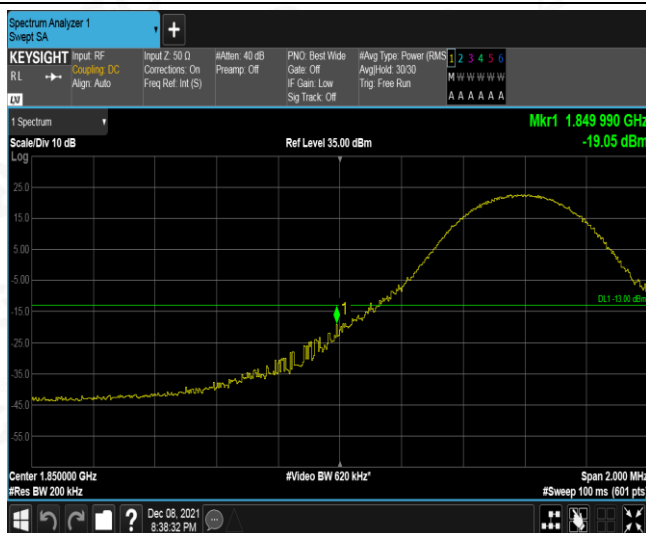 Spectrum Analyzer 1
Swept SA
+
KEYSIGHT
RL
LXI
Input: RF
Coupling: DC
Align: Auto
Input Z: 50 Ω
Corrections: On
Freq Ref: Int (S)
#Atten: 40 dB
Preamp: Off
PNO: Best Wide
Gate: Off
IF Gain: Low
Sig Track: Off
#Avg Type: Power (RMS
Avg|Hold: 30/30
Trig: Free Run
1 2 3 4 5 6
M W W W W W
A A A A A A
1 Spectrum
Mkr1 1.849 990 GHz
Scale/Div 10 dB
Ref Level 35.00 dBm
-19.05 dBm
Log
25.0
15.0
5.00
-5.00
DL1 -13.00 dBm
1
-15.0
-25.0
-35.0
-45.0
-55.0
Center 1.850000 GHz
#Video BW 620 kHz*
Span 2.000 MHz
#Res BW 200 kHz
#Sweep 100 ms (601 pts)
?
Dec 08, 2021
8:38:32 PM